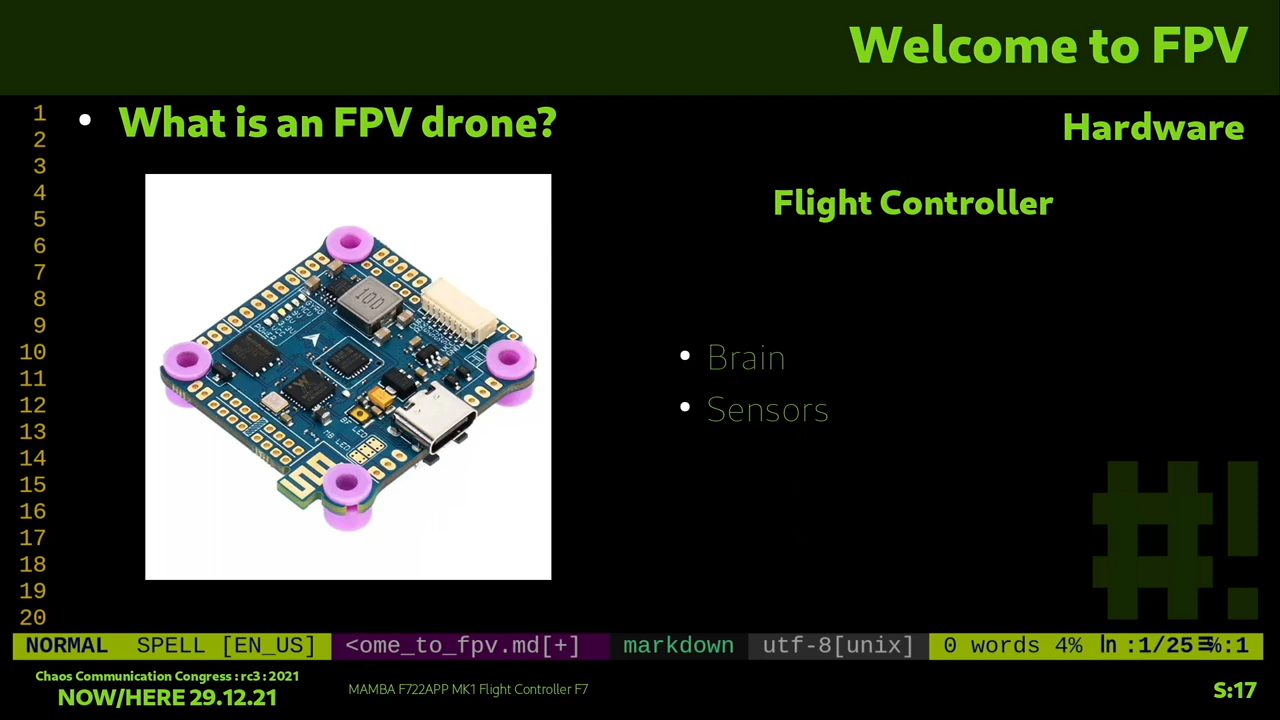 Welcome to FPV
• What is an FPV drone?
Hardware
Flight Controller
• Brain
• Sensors
1
2
3
4
5
6
7
8
9
10
11
12
13
14
15
16
17
18
19
20
100
#!
NORMAL SPELL [EN_US] <ome_to_fpv.md[+] markdown utf-8[unix] 0 words 4% ln :1/25≡%:1
Chaos Communication Congress : rc3 : 2021
NOW/HERE 29.12.21
MAMBA F722APP MK1 Flight Controller F7
S:17